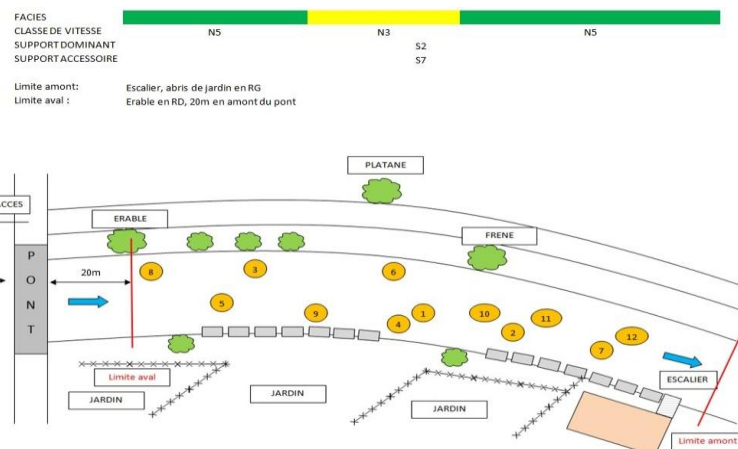 FACIES
CLASSE DE VITESSE N5 N3 N5
SUPPORT DOMINANT S2
SUPPORT ACCESSOIRE S7
Limite amont: Escalier, abris de jardin en RG
Limite aval : Erable en RD, 20m en amont du pont
PLATANE
ACCES
ERABLE
FRENE
PONT
20m
8
3
6
5
9
4
1
10
2
11
7
12
Limite aval
ESCALIER
JARDIN
JARDIN
JARDIN
Limite amont